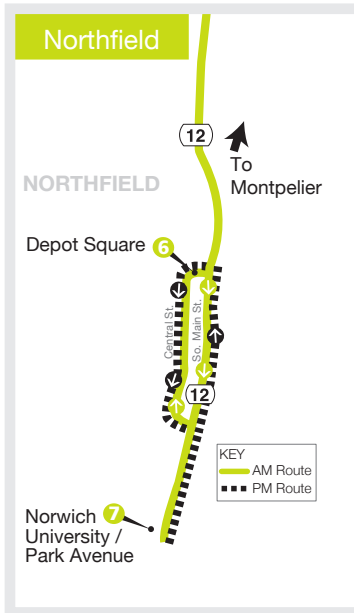 Northfield
12
To
Montpelier
NORTHFIELD
Depot Square 6
Central St.
So. Main St.
12
KEY
AM Route
PM Route
Norwich 7
University /
Park Avenue